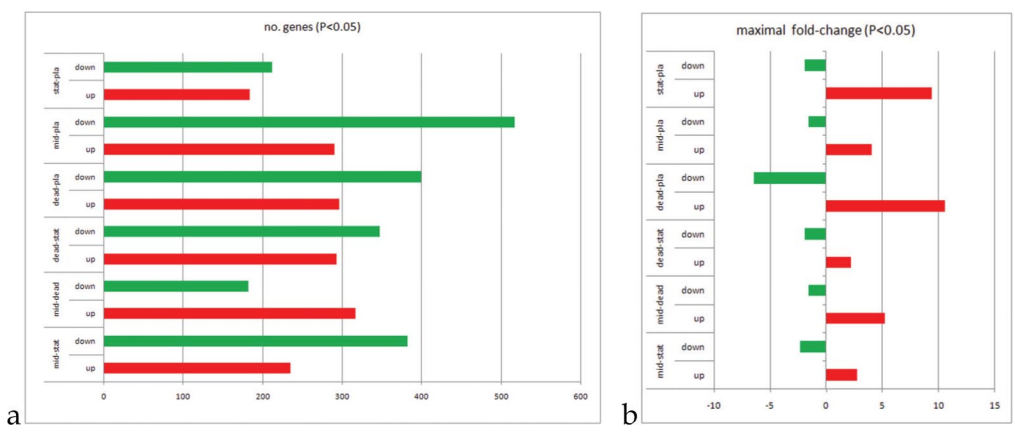 no. genes (P<0.05)
stat-pla
down
up
mid-pla
down
up
dead-pla
down
up
dead-stat
down
up
mid-dead
down
up
mid-stat
down
up
0 100 200 300 400 500 600
a
maximal fold-change (P<0.05)
stat-pla
down
up
mid-pla
down
up
dead-pla
down
up
dead-stat
down
up
mid-dead
down
up
mid-stat
down
up
-10 -5 0 5 10 15
b